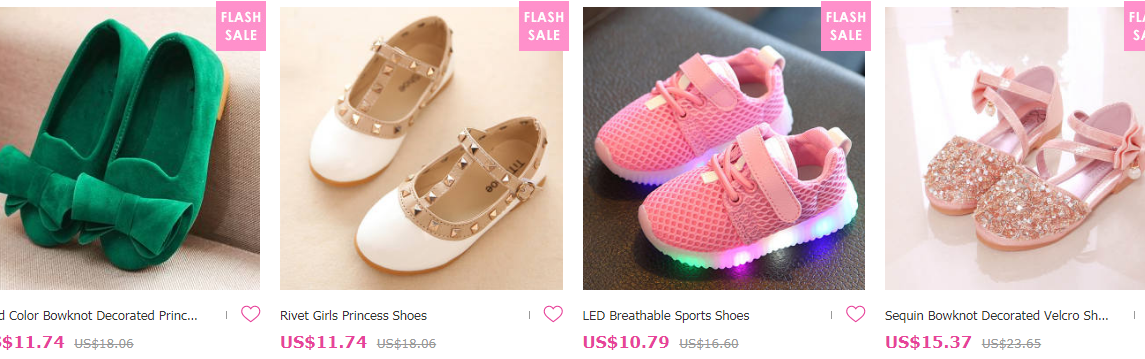 FLASH
SALE
FLASH
SALE
FLASH
SALE
d Color Bowknot Decorated Princ...
Rivet Girls Princess Shoes
LED Breathable Sports Shoes
Sequin Bowknot Decorated Velcro Sh...
$11.74 US$18.06
US$11.74 US$18.06
US$10.79 US$16.60
US$15.37 US$23.65